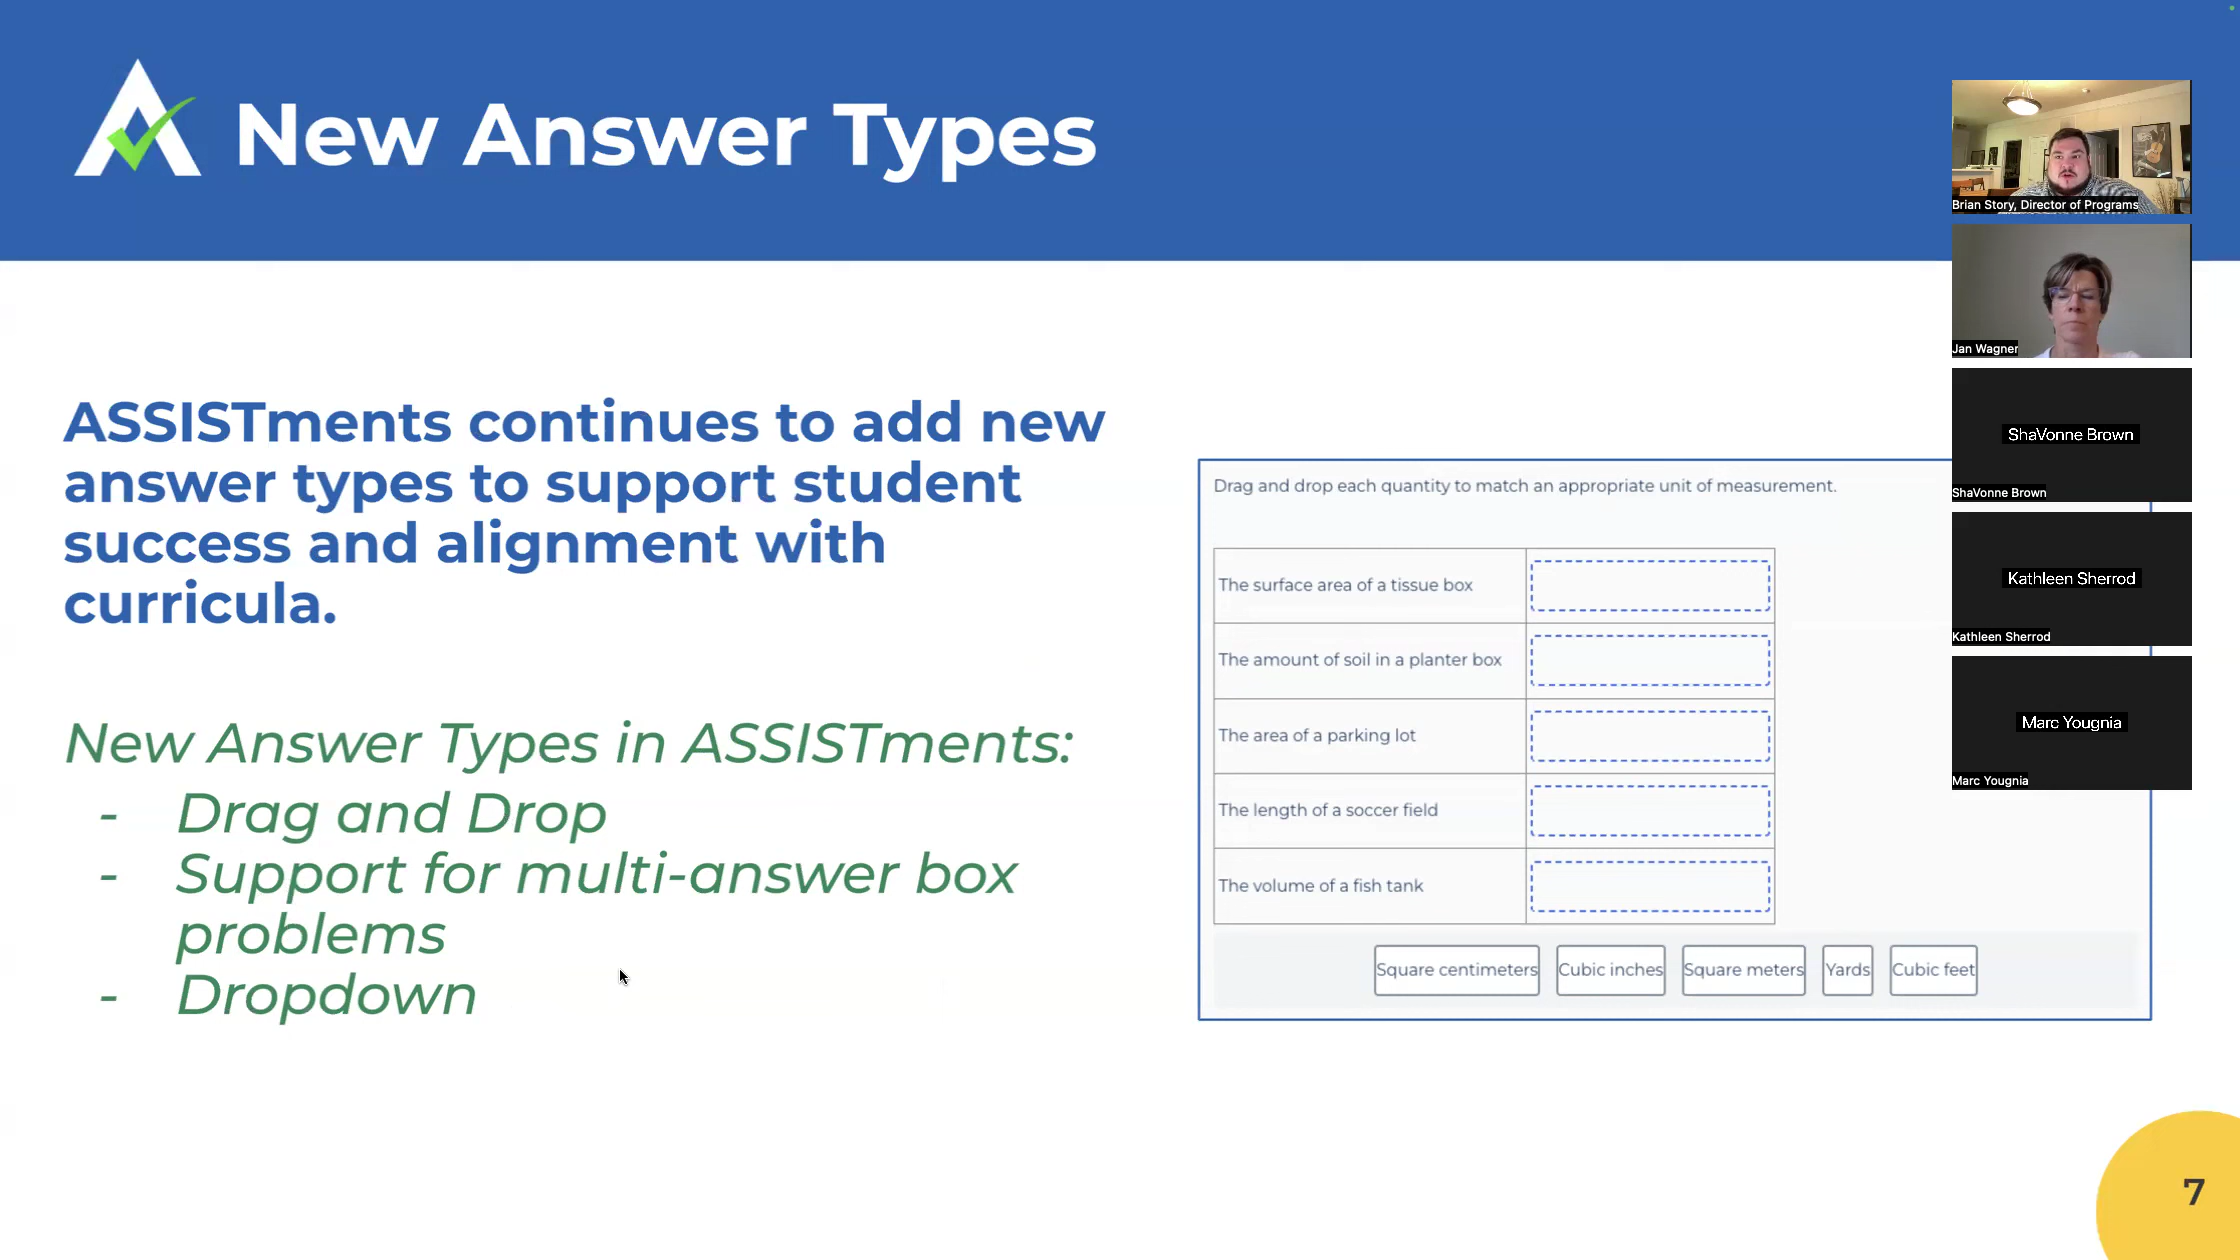 New Answer Types
ASSISTments continues to add new
answer types to support student
success and alignment with
curricula.
New Answer Types in ASSISTments:
- Drag and Drop
- Support for multi-answer box
problems
- Dropdown
Drag and drop each quantity to match an appropriate unit of measurement.
The surface area of a tissue box
The amount of soil in a planter box
The area of a parking lot
The length of a soccer field
The volume of a fish tank
Square centimeters Cubic inches Square meters Yards Cubic feet
Brian Story, Director of Programs
Jan Wagner
ShaVonne Brown
ShaVonne Brown
Kathleen Sherrod
Kathleen Sherrod
Marc Yougnia
Marc Yougnia
7